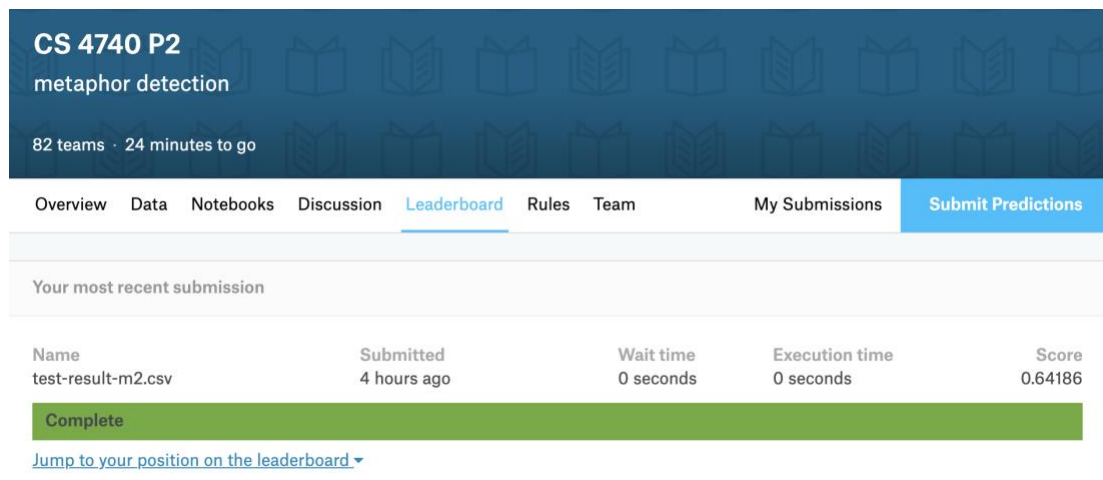 CS 4740 P2
metaphor detection
82 teams · 24 minutes to go
Overview Data Notebooks Discussion Leaderboard Rules Team My Submissions Submit Predictions
Your most recent submission
Name Submitted Wait time Execution time Score
test-result-m2.csv 4 hours ago 0 seconds 0 seconds 0.64186
Complete
Jump to your position on the leaderboard